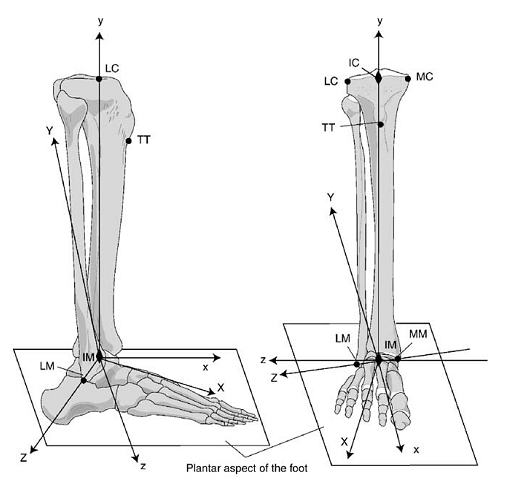 y
LC
TT
Y
IM
LM
x
X
Z
z
y
IC
LC
MC
TT
Y
LM
IM
MM
z
Z
X
x
Plantar aspect of the foot